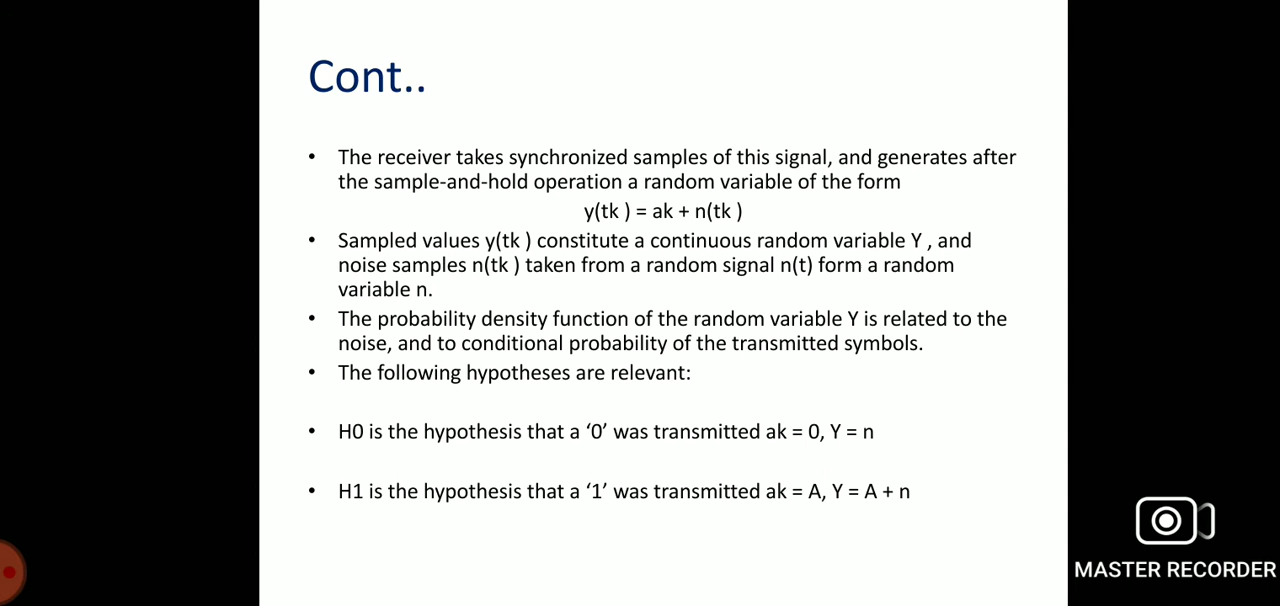 Cont..
• The receiver takes synchronized samples of this signal, and generates after
the sample-and-hold operation a random variable of the form
y(tk ) = ak + n(tk )
• Sampled values y(tk ) constitute a continuous random variable Y , and
noise samples n(tk ) taken from a random signal n(t) form a random
variable n.
• The probability density function of the random variable Y is related to the
noise, and to conditional probability of the transmitted symbols.
• The following hypotheses are relevant:
• H0 is the hypothesis that a ‘0’ was transmitted ak = 0, Y = n
• H1 is the hypothesis that a ‘1’ was transmitted ak = A, Y = A + n
MASTER RECORDER